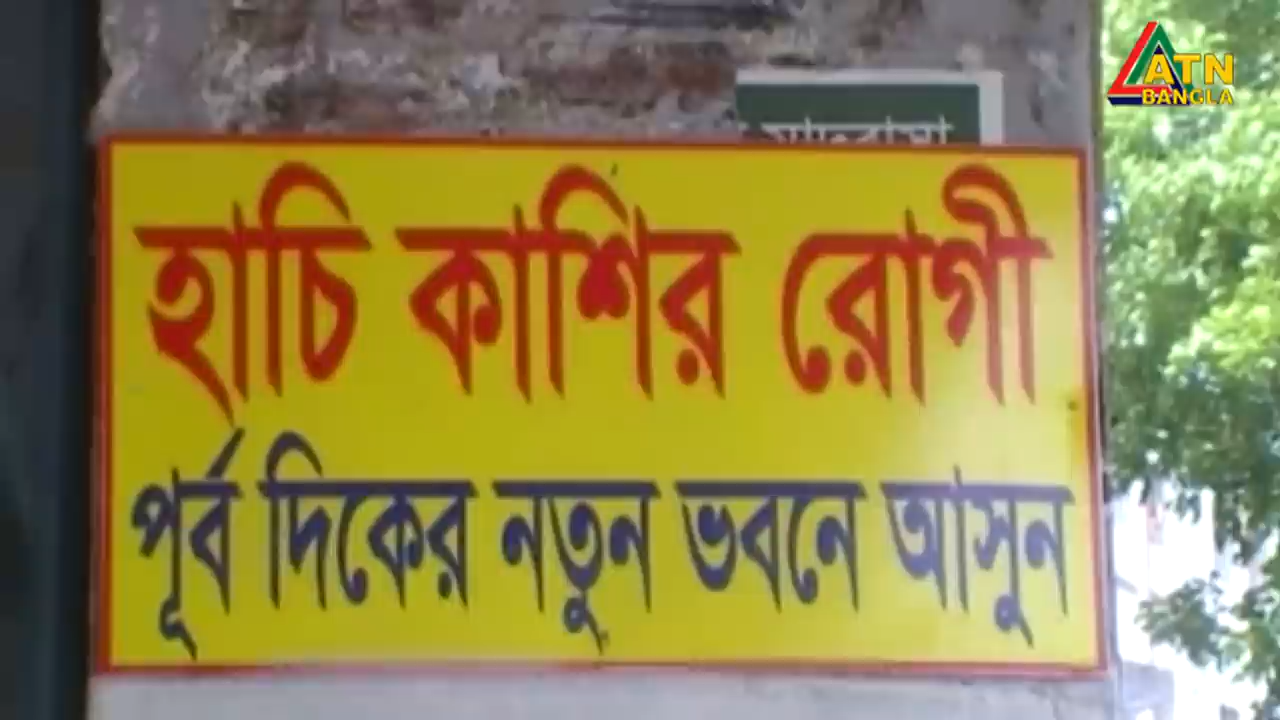 ATN
BANGLA
হাচি কাশির রোগী
পূর্ব দিকের নতুন ভবনে আসুন